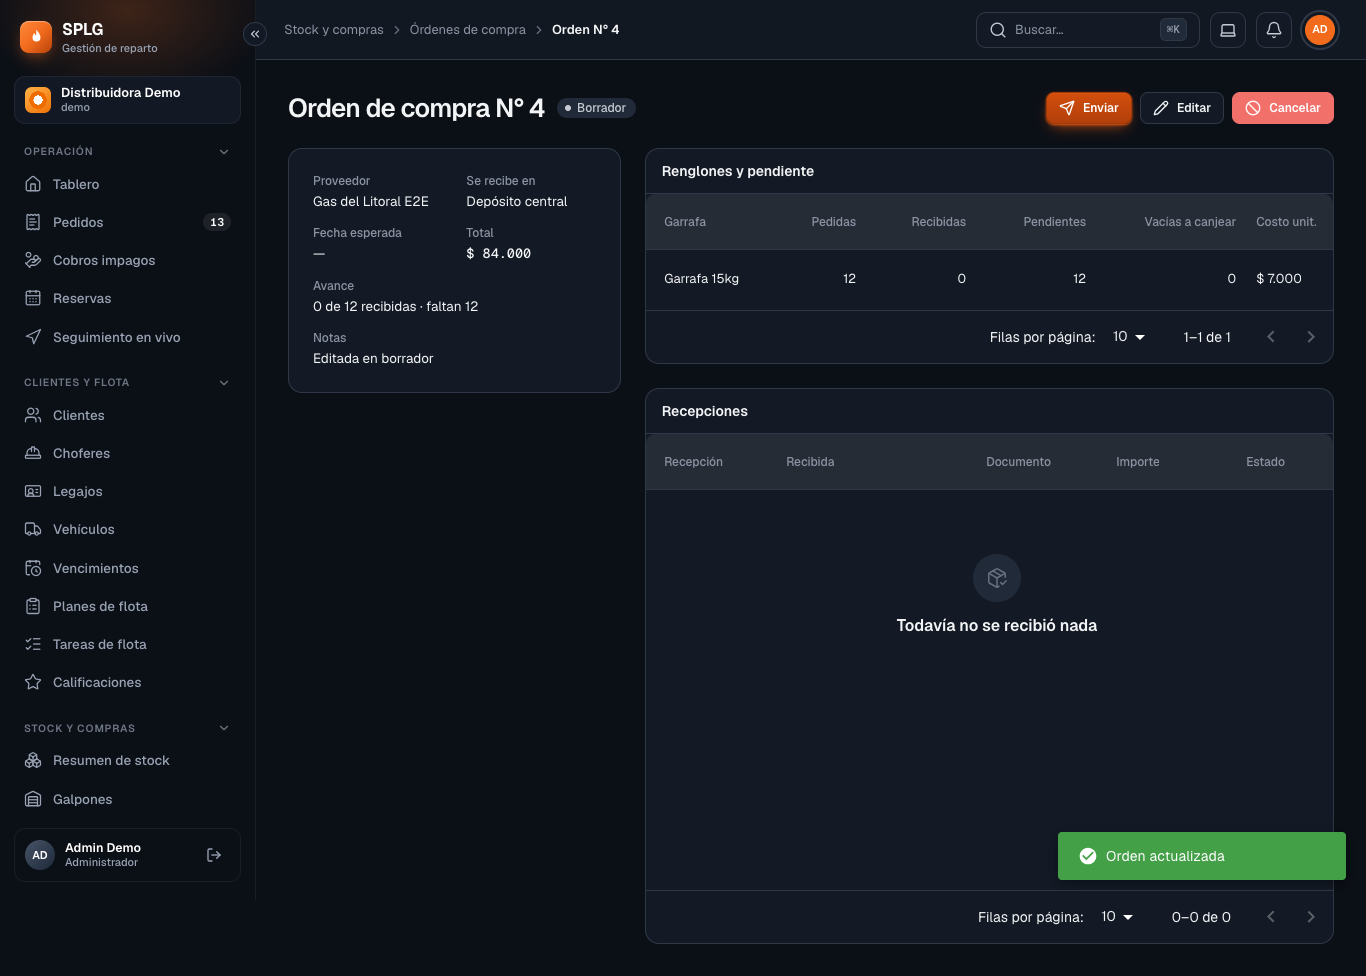 SPLG
Gestión de reparto
Distribuidora Demo
demo
OPERACIÓN
Tablero
Pedidos 13
Cobros impagos
Reservas
Seguimiento en vivo
CLIENTES Y FLOTA
Clientes
Choferes
Legajos
Vehículos
Vencimientos
Planes de flota
Tareas de flota
Calificaciones
STOCK Y COMPRAS
Resumen de stock
Galpones
AD Admin Demo
Administrador
Stock y compras Órdenes de compra Orden N° 4
Buscar... ⌘K AD
Orden de compra N° 4 Borrador
Enviar Editar Cancelar
Proveedor Se recibe en
Gas del Litoral E2E Depósito central
Fecha esperada Total
— $ 84.000
Avance
0 de 12 recibidas · faltan 12
Notas
Editada en borrador
Renglones y pendiente
Garrafa Pedidas Recibidas Pendientes Vacías a canjear Costo unit.
Garrafa 15kg 12 0 12 0 $ 7.000
Filas por página: 10 1–1 de 1
Recepciones
Recepción Recibida Documento Importe Estado
Todavía no se recibió nada
Orden actualizada
Filas por página: 10 0–0 de 0